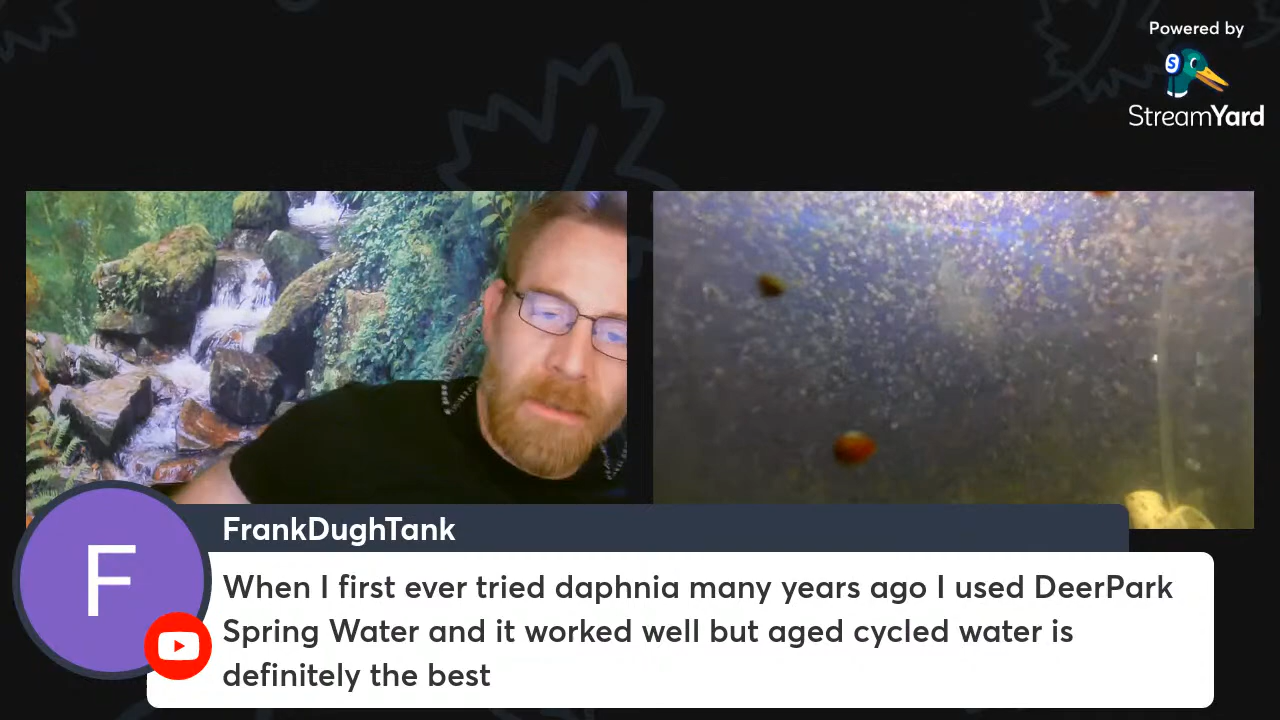 Powered by
StreamYard
FrankDughTank
F
When I first ever tried daphnia many years ago I used DeerPark
Spring Water and it worked well but aged cycled water is
definitely the best